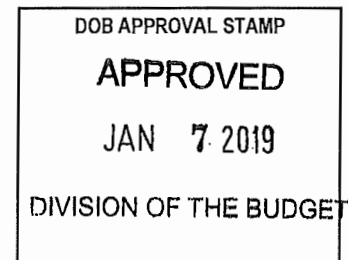 DOB APPROVAL STAMP
APPROVED
JAN 7 2019
DIVISION OF THE BUDGET